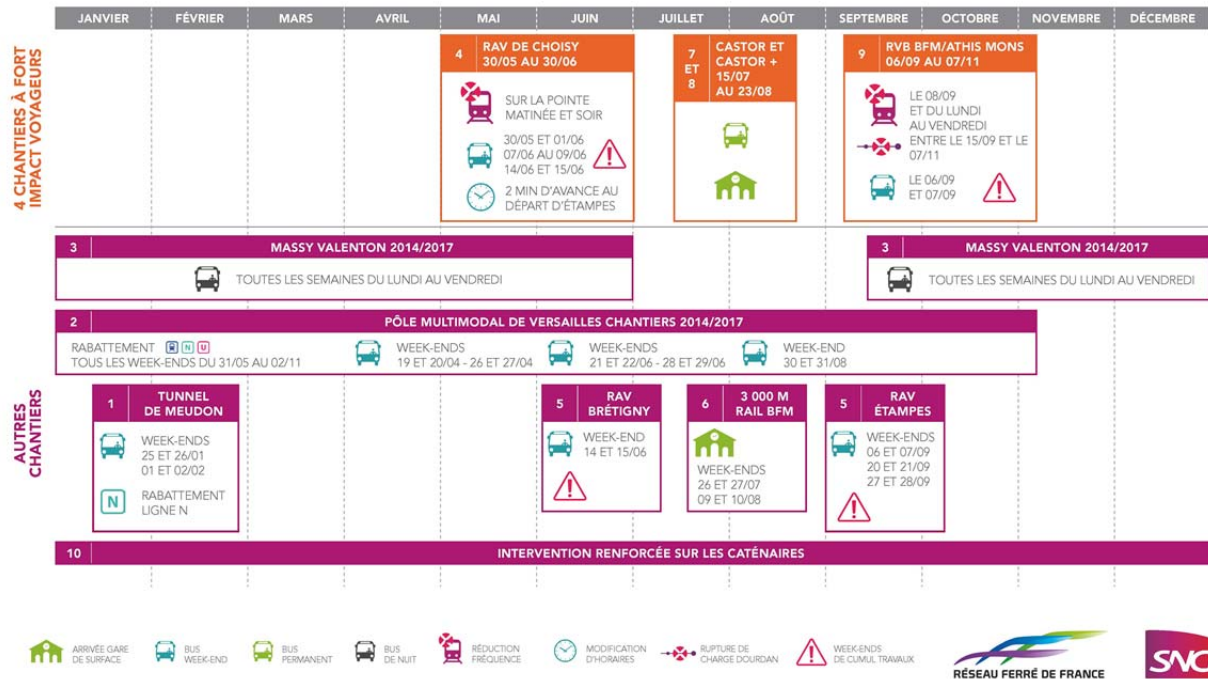 JANVIER FÉVRIER MARS AVRIL MAI JUIN JUILLET AOÛT SEPTEMBRE OCTOBRE NOVEMBRE DÉCEMBRE
4 CHANTIERS À FORT
IMPACT VOYAGEURS
4 RAV DE CHOISY
30/05 AU 30/06
SUR LA POINTE
MATINÉE ET SOIR
30/05 ET 01/06
07/06 AU 09/06
14/06 ET 15/06
2 MIN D'AVANCE AU
DÉPART D'ÉTAMPES
7
ET
8
CASTOR ET
CASTOR +
15/07
AU 23/08
9 RVB BFM/ATHIS MONS
06/09 AU 07/11
LE 08/09
ET DU LUNDI
AU VENDREDI
ENTRE LE 15/09 ET LE
07/11
LE 06/09
ET 07/09
3 MASSY VALENTON 2014/2017
TOUTES LES SEMAINES DU LUNDI AU VENDREDI
3 MASSY VALENTON 2014/2017
TOUTES LES SEMAINES DU LUNDI AU VENDREDI
AUTRES
CHANTIERS
2 PÔLE MULTIMODAL DE VERSAILLES CHANTIERS 2014/2017
RABATTEMENT N U
TOUS LES WEEK-ENDS DU 31/05 AU 02/11
WEEK-ENDS
19 ET 20/04 - 26 ET 27/04
WEEK-ENDS
21 ET 22/06 - 28 ET 29/06
WEEK-END
30 ET 31/08
1 TUNNEL
DE MEUDON
WEEK-ENDS
25 ET 26/01
01 ET 02/02
N RABATTEMENT
LIGNE N
5 RAV
BRÉTIGNY
WEEK-END
14 ET 15/06
6 3 000 M
RAIL BFM
WEEK-ENDS
26 ET 27/07
09 ET 10/08
5 RAV
ÉTAMPES
WEEK-ENDS
06 ET 07/09
20 ET 21/09
27 ET 28/09
10 INTERVENTION RENFORCÉE SUR LES CATÉNAIRES
ARRIVÉE GARE
DE SURFACE
BUS
WEEK-END
BUS
PERMANENT
BUS
DE NUIT
RÉDUCTION
FRÉQUENCE
MODIFICATION
D'HORAIRES
RUPTURE DE
CHARGE DOURDAN
WEEK-ENDS
DE CUMUL TRAVAUX
RÉSEAU FERRÉ DE FRANCE
SNC